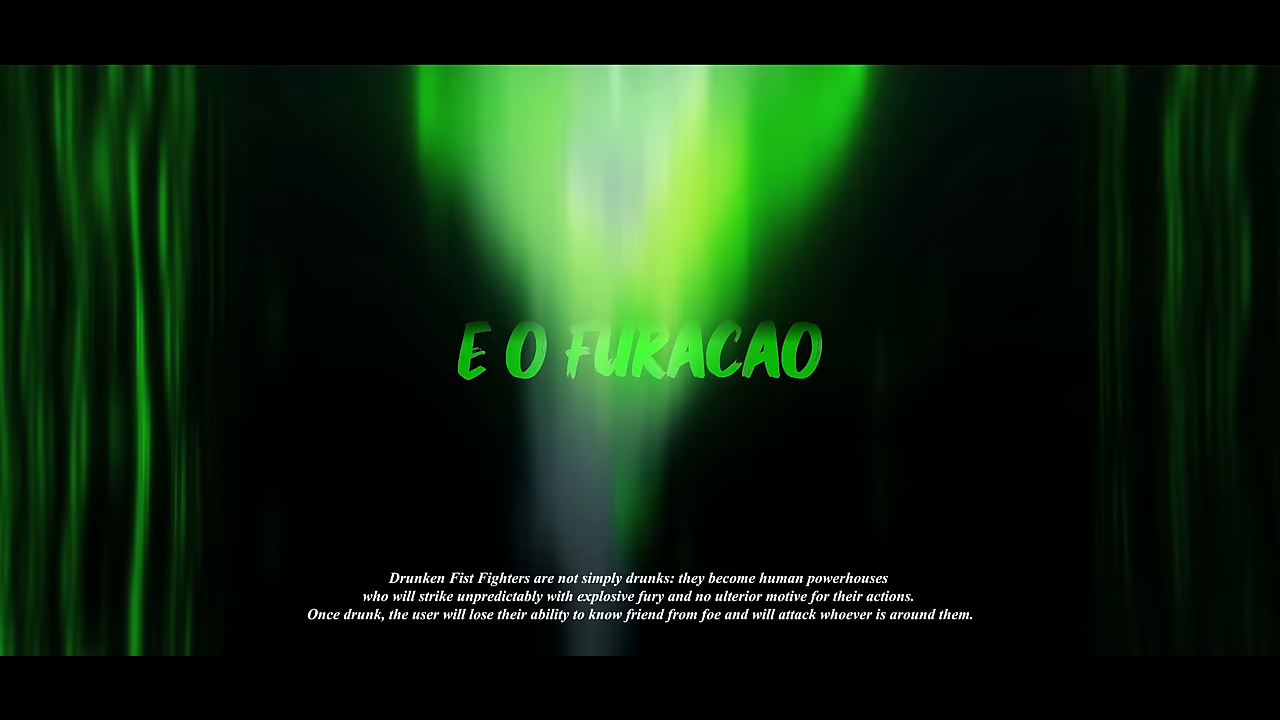 E O FURACAO
Drunken Fist Fighters are not simply drunks: they become human powerhouses
who will strike unpredictably with explosive fury and no ulterior motive for their actions.
Once drunk, the user will lose their ability to know friend from foe and will attack whoever is around them.